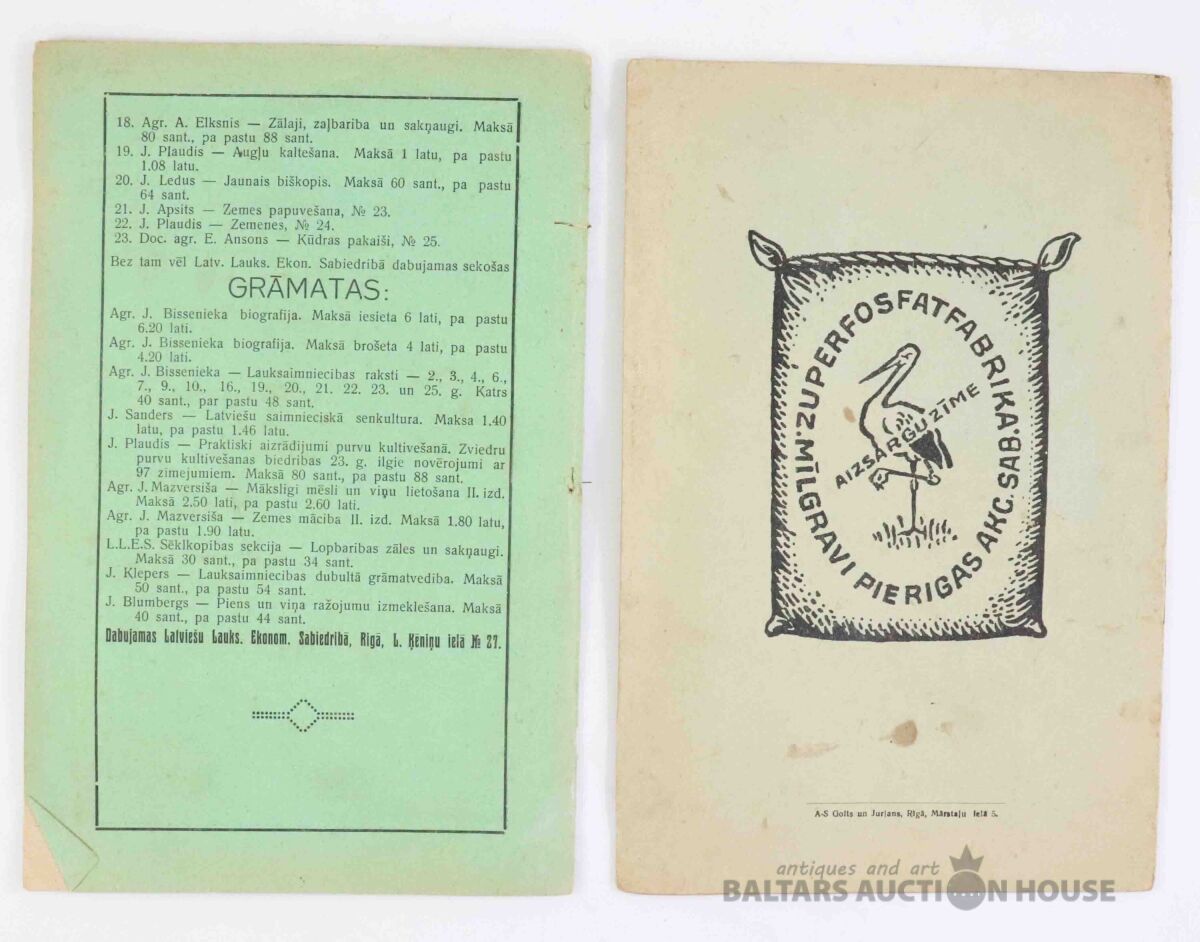 18. Agr. A. Elksnis — Zālaji, zaļbarība un sakņaugi. Maksā
80 sant., pa pastu 88 sant.
19. J. Plaudis — Augļu kaltešana. Maksā 1 latu, pa pastu
1.08 latu.
20. J. Ledus — Jaunais biškopis. Maksā 60 sant., pa pastu
64 sant.
21. J. Apsits — Zemes papuvešana, № 23.
22. J. Plaudis — Zemenes, № 24.
23. Doc. agr. E. Ansons — Kūdras pakaiši, № 25.
Bez tam vēl Latv. Lauks. Ekon. Sabiedrībā dabujamas sekošas
GRĀMATAS:
Agr. J. Bissenieka biografija. Maksā iesieta 6 lati, pa pastu
6.20 lati.
Agr. J. Bissenieka biografija. Maksā brošeta 4 lati, pa pastu
4.20 lati.
Agr. J. Bissenieka — Lauksaimniecības raksti — 2., 3., 4., 6.,
7., 9., 10., 16., 19., 20., 21. 22. 23. un 25. g. Katrs
40 sant., par pastu 48 sant.
J. Sanders — Latviešu saimnieciskā senkultura. Maksa 1.40
latu, pa pastu 1.46 latu.
J. Plaudis — Praktiski aizrādijumi purvu kultivešanā. Zviedru
purvu kultivešanas biedribas 23. g. ilgie novērojumi ar
97 zimejumiem. Maksā 80 sant., pa pastu 88 sant.
Agr. J. Mazversiša — Māksligi mēsli un viņu lietošana II. izd.
Maksā 2.50 lati, pa pastu 2.60 lati.
Agr. J. Mazversiša — Zemes mācība II. izd. Maksā 1.80 latu,
pa pastu 1.90 latu.
L.L.E.S. Sēklkopibas sekcija — Lopbaribas zāles un sakņaugi.
Maksā 30 sant., pa pastu 34 sant.
J. Klepers — Lauksaimniecibas dubultā grāmatvediba. Maksā
50 sant., pa pastu 54 sant.
J. Blumbergs — Piens un viņa ražojumu izmeklešana. Maksā
40 sant., pa pastu 44 sant.
Dabujamas Latviešu Lauks. Ekonom. Sabiedribā, Rigā, L. Ķēniņu ielā № 27.
ZUPERFOSFATFABRIKA B. AKC. SAB.
MĪLGRAVI PIERIGAS
AIZSARGU ZĪME
A-S Golts un Jurjans, Rīgā, Mārstaļu ielā 5.
antiques and art
BALTARS AUCTION HOUSE